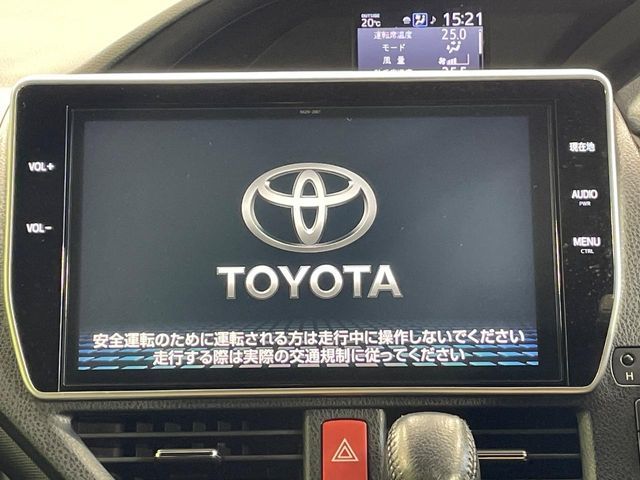 OUTSIDE
20℃ 15:21
運転席温度 25.0
モード
風量
VOL+
VOL-
現在地
AUDIO
PWR
MENU
CTRL
TOYOTA
安全運転のために運転される方は走行中に操作しないでください
走行する際は実際の交通規制に従ってください
H